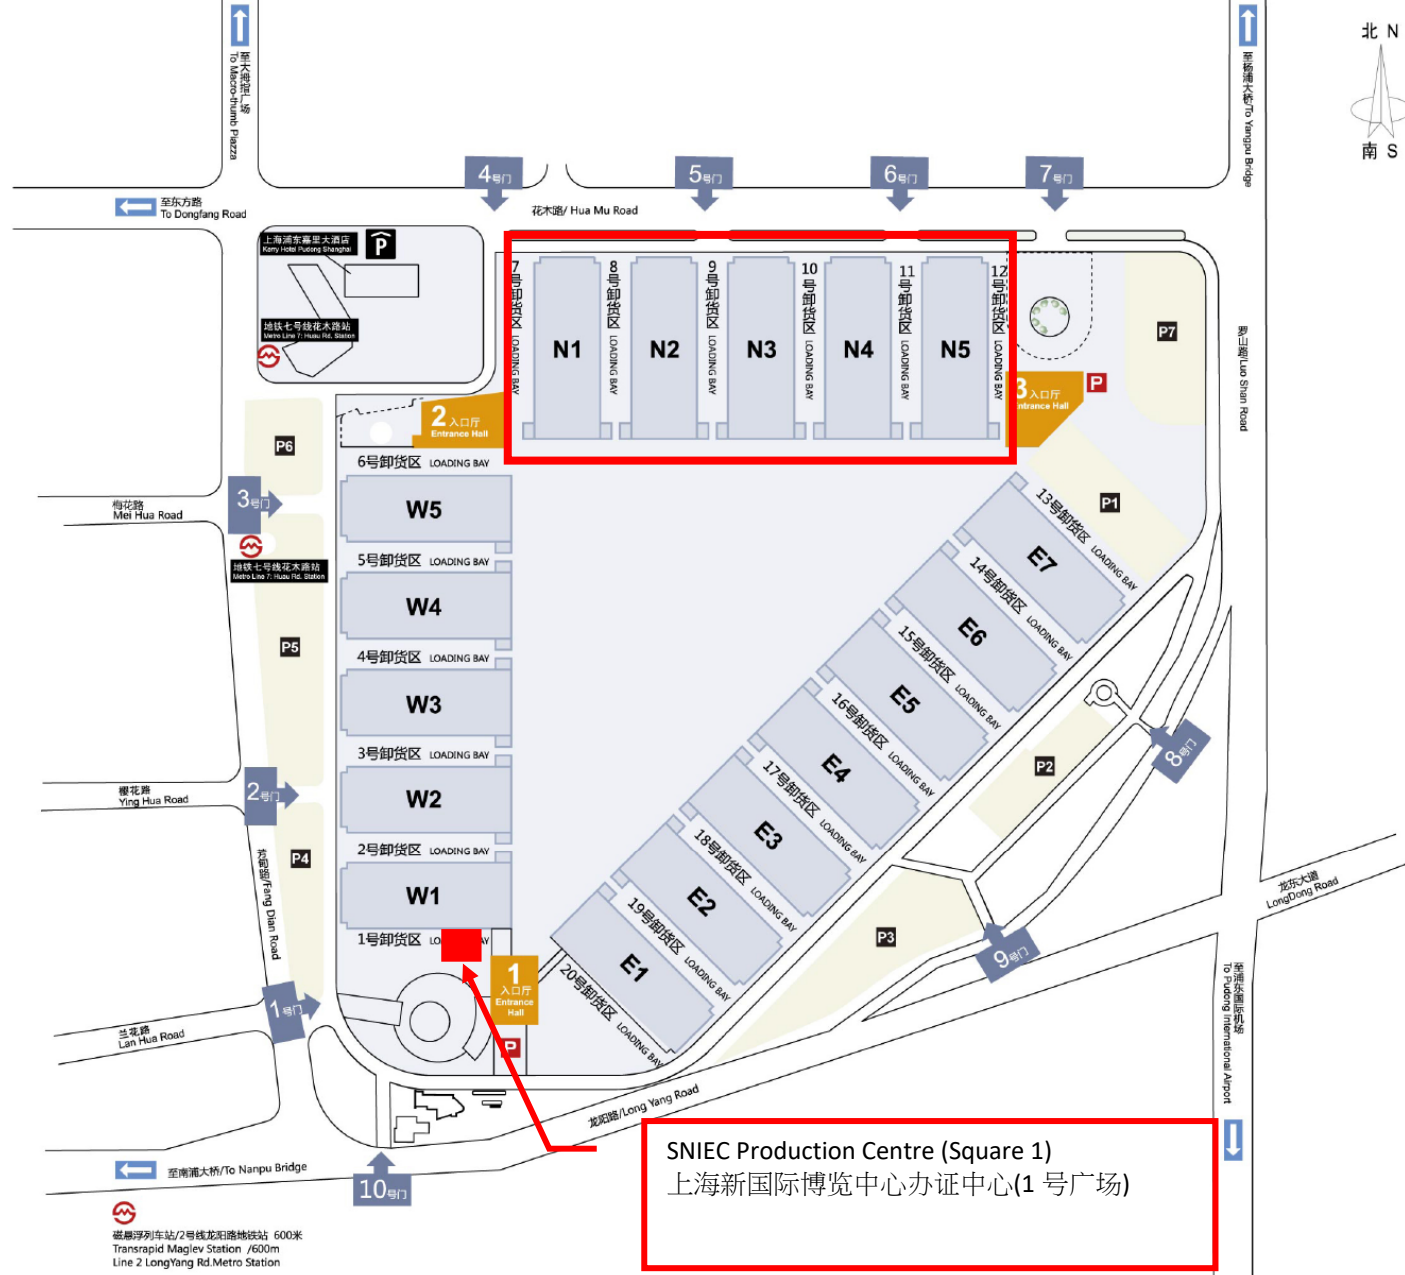 北 N
南 S
至大拇指广场
To Macro-thumb Plazza
至杨浦大桥/To Yangpu Bridge
4号门
5号门
6号门
7号门
至东方路
To Dongfang Road
花木路/ Hua Mu Road
上海浦东嘉里大酒店
Kerry Hotel Pudong Shanghai
P
地铁七号线花木路站
Metro Line 7: Huau Rd. Station
7号卸货区 LOADING BAY
N1
8号卸货区 LOADING BAY
N2
9号卸货区 LOADING BAY
N3
10号卸货区 LOADING BAY
N4
11号卸货区 LOADING BAY
N5
12号卸货区 LOADING BAY
P7
罗山路/Luo Shan Road
2入口厅
Entrance Hall
3入口厅
Entrance Hall
P
P6
6号卸货区 LOADING BAY
3号门
梅花路
Mei Hua Road
W5
P1
13号卸货区 LOADING BAY
E7
地铁七号线花木路站
Metro Line 7: Huau Rd. Station
5号卸货区 LOADING BAY
14号卸货区 LOADING BAY
W4
E6
P5
4号卸货区 LOADING BAY
15号卸货区 LOADING BAY
W3
E5
16号卸货区 LOADING BAY
3号卸货区 LOADING BAY
E4
P2
8号门
2号门
樱花路
Ying Hua Road
W2
17号卸货区 LOADING BAY
E3
2号卸货区 LOADING BAY
18号卸货区 LOADING BAY
P4
芳甸路/Fang Dian Road
W1
E2
龙东大道
LongDong Road
1号卸货区 LO AY
19号卸货区 LOADING BAY
P3
9号门
E1
20号卸货区 LOADING BAY
1
入口厅
Entrance
Hall
P
1号门
兰花路
Lan Hua Road
至浦东国际机场
To Pudong International Airport
龙阳路/Long Yang Road
至南浦大桥/To Nanpu Bridge
10号门
SNIEC Production Centre (Square 1)
上海新国际博览中心办证中心(1 号广场)
磁悬浮列车站/2号线龙阳路地铁站 600米
Transrapid Maglev Station /600m
Line 2 LongYang Rd.Metro Station